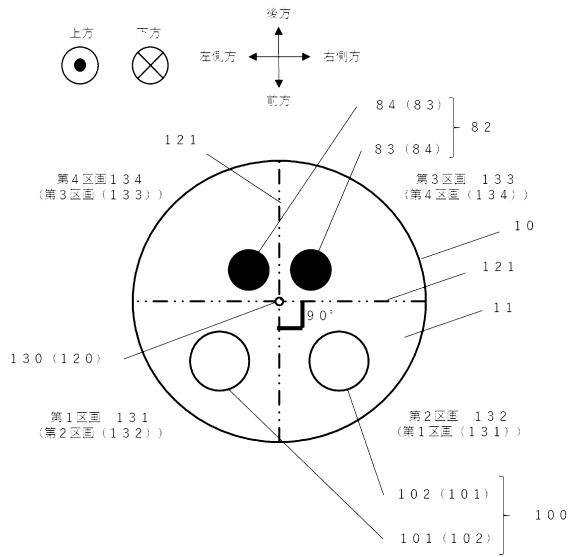 後方
上方
下方
左側方
右側方
前方
８４（８３）
８２
１２１
８３（８４）
第４区画１３４
（第３区画（１３３））
第３区画　１３３
（第４区画（１３４））
１０
１２１
１１
９０°
１３０（１２０）
第１区画　１３１
（第２区画（１３２））
第２区画　１３２
（第１区画（１３１））
１０２（１０１）
１００
１０１（１０２）